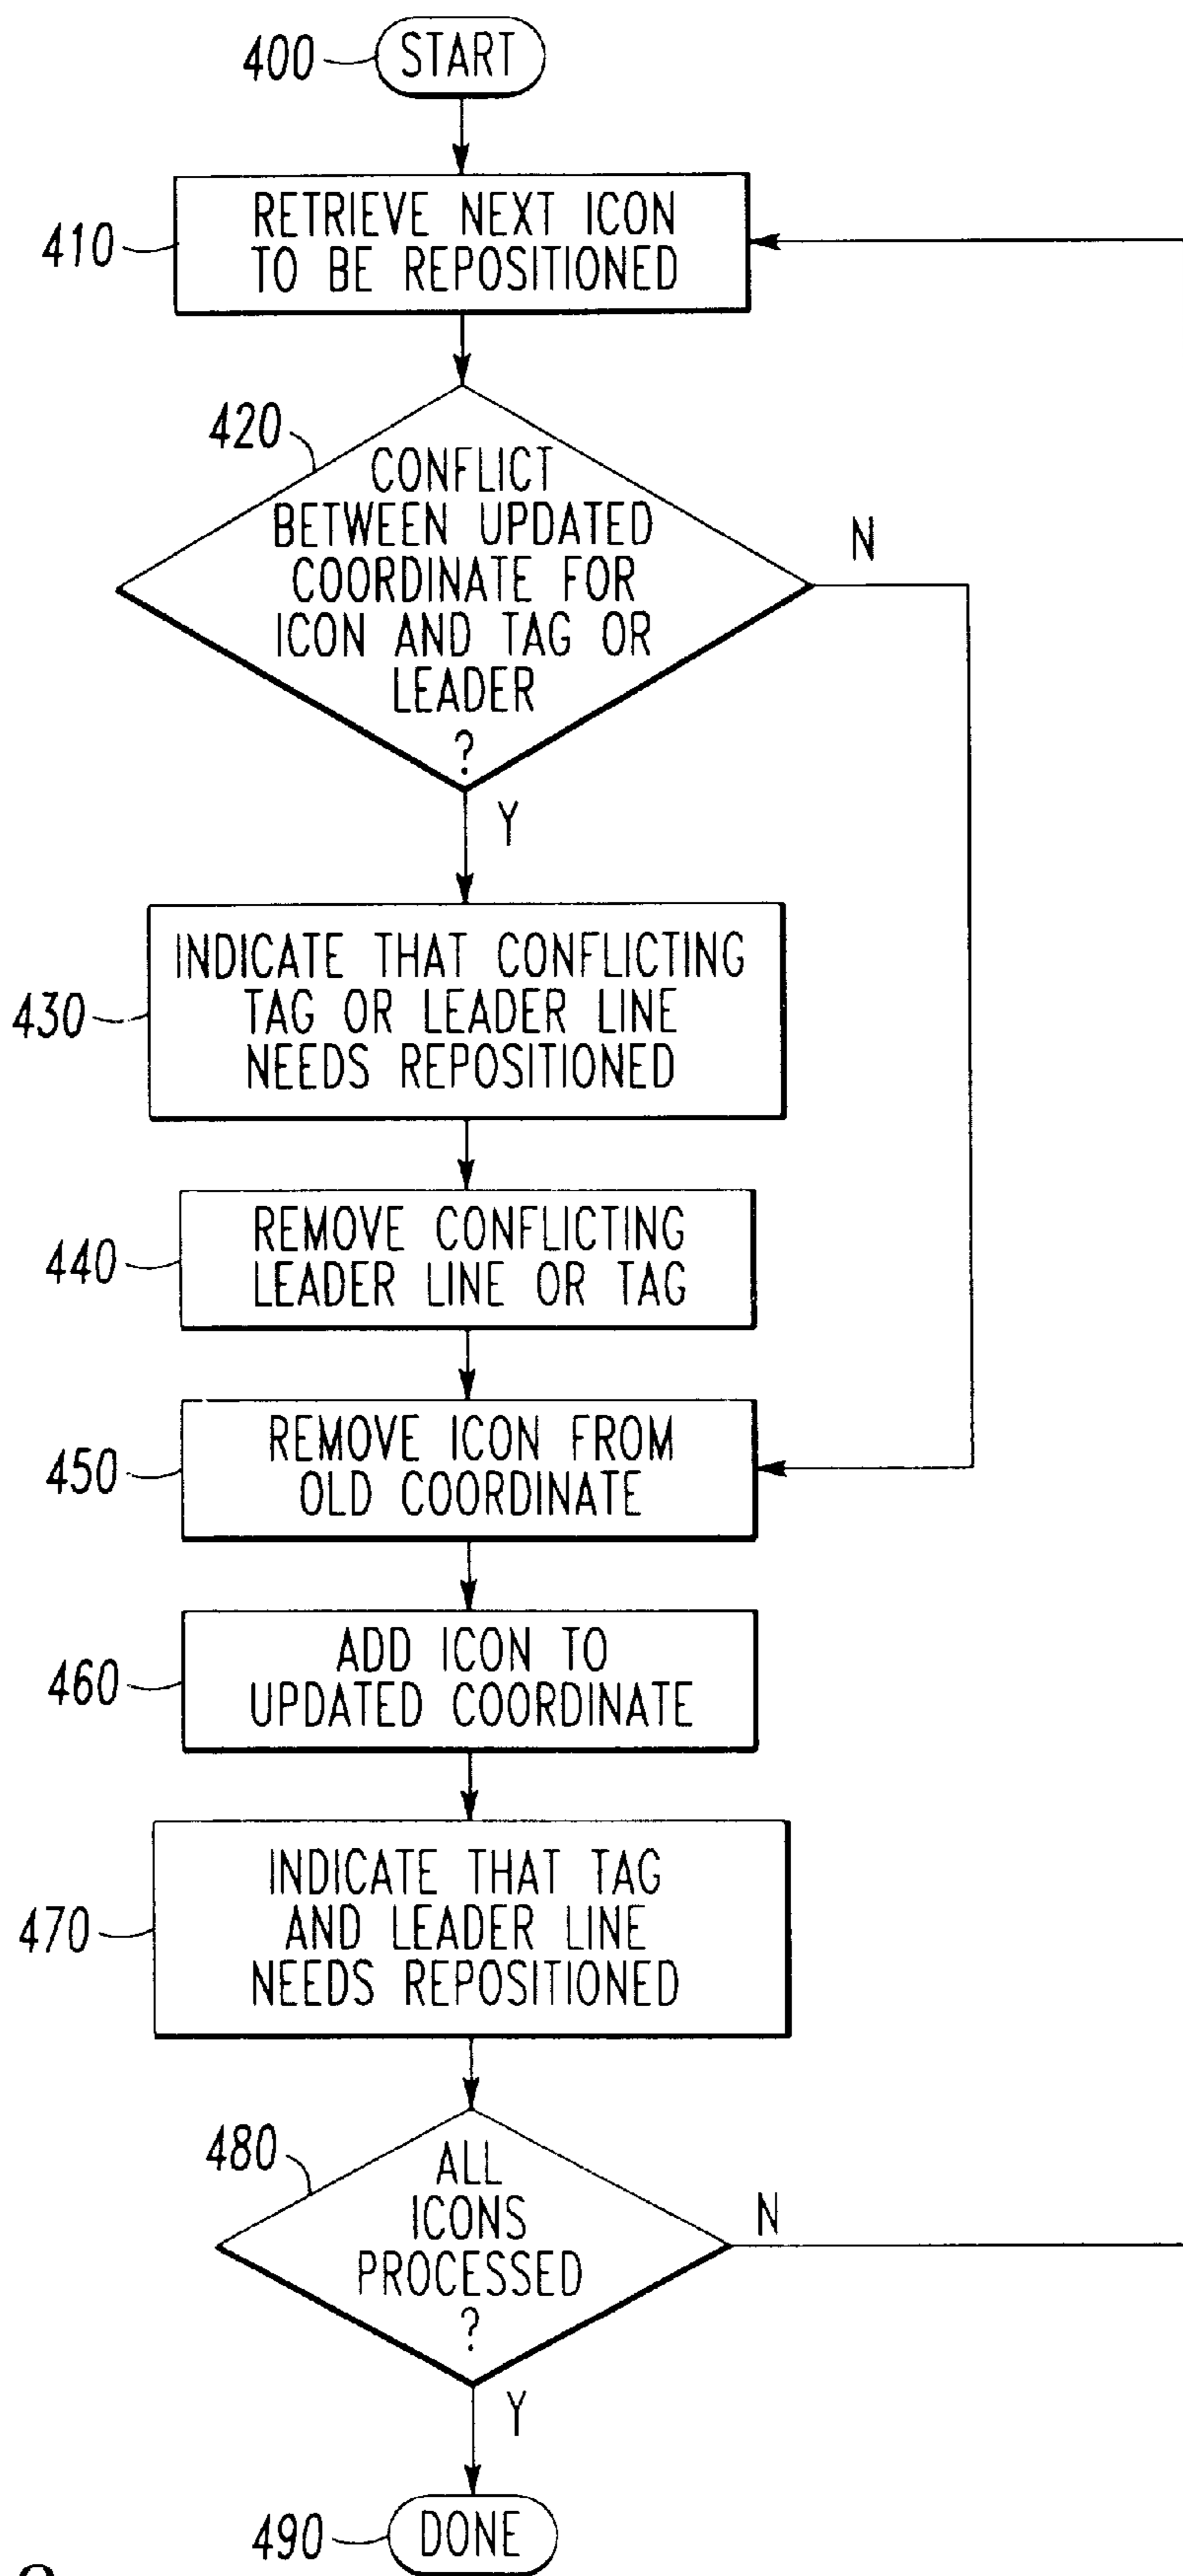 400
START
410
RETRIEVE NEXT ICON
TO BE REPOSITIONED
420
CONFLICT
BETWEEN UPDATED
COORDINATE FOR
ICON AND TAG OR
LEADER
?
N
Y
430
INDICATE THAT CONFLICTING
TAG OR LEADER LINE
NEEDS REPOSITIONED
440
REMOVE CONFLICTING
LEADER LINE OR TAG
450
REMOVE ICON FROM
OLD COORDINATE
460
ADD ICON TO
UPDATED COORDINATE
470
INDICATE THAT TAG
AND LEADER LINE
NEEDS REPOSITIONED
480
ALL
ICONS
PROCESSED
?
N
Y
490
DONE